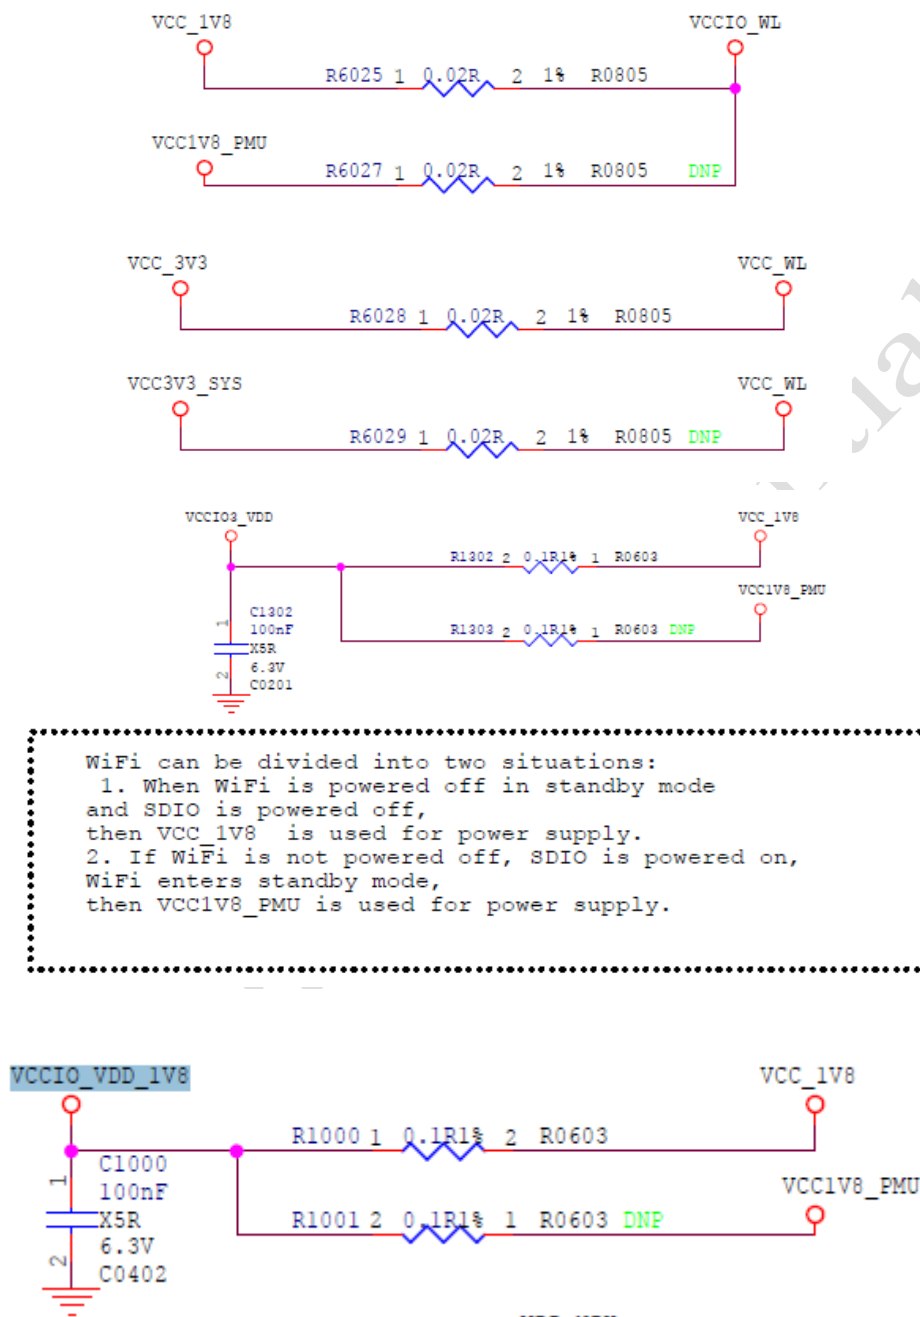 VCC_1V8 VCCIO_WL
R6025 1 0.02R 2 1% R0805
VCC1V8_PMU
R6027 1 0.02R 2 1% R0805 DNP
VCC_3V3 VCC_WL
R6028 1 0.02R 2 1% R0805
VCC3V3_SYS VCC_WL
R6029 1 0.02R 2 1% R0805 DNP
VCCIO3_VDD VCC_1V8
R1302 2 0.1R1% 1 R0603
VCC1V8_PMU
R1303 2 0.1R1% 1 R0603 DNP
1
C1302
100nF
X5R
6.3V
2
C0201
WiFi can be divided into two situations:
1. When WiFi is powered off in standby mode
and SDIO is powered off,
then VCC_1V8 is used for power supply.
2. If WiFi is not powered off, SDIO is powered on,
WiFi enters standby mode,
then VCC1V8_PMU is used for power supply.
VCCIO_VDD_1V8 VCC_1V8
R1000 1 0.1R1% 2 R0603
VCC1V8_PMU
R1001 2 0.1R1% 1 R0603 DNP
1
C1000
100nF
X5R
6.3V
2
C0402